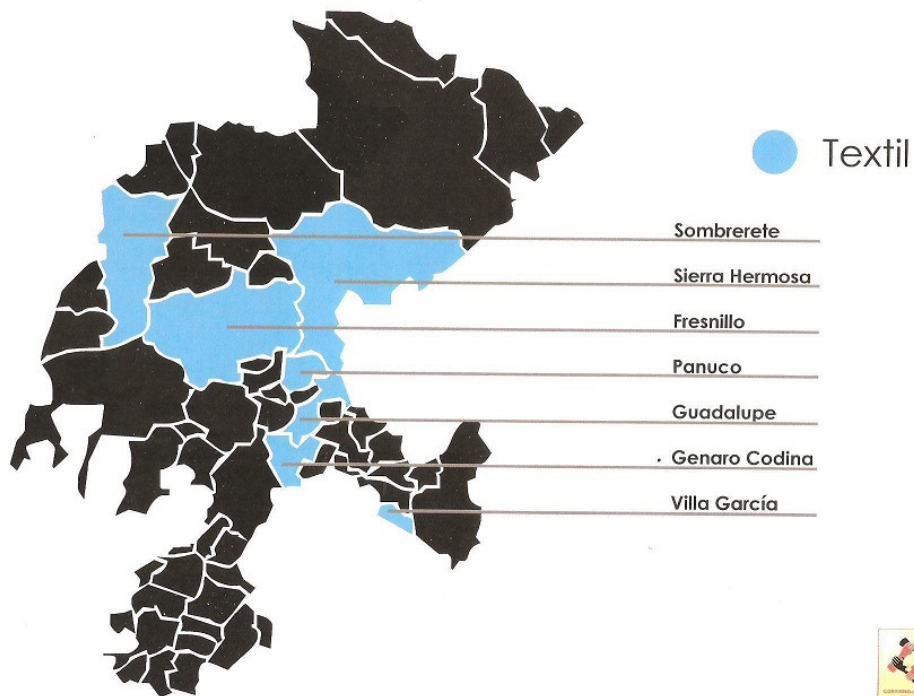 Textil
Sombrerete
Sierra Hermosa
Fresnillo
Panuco
Guadalupe
Genaro Codina
Villa García